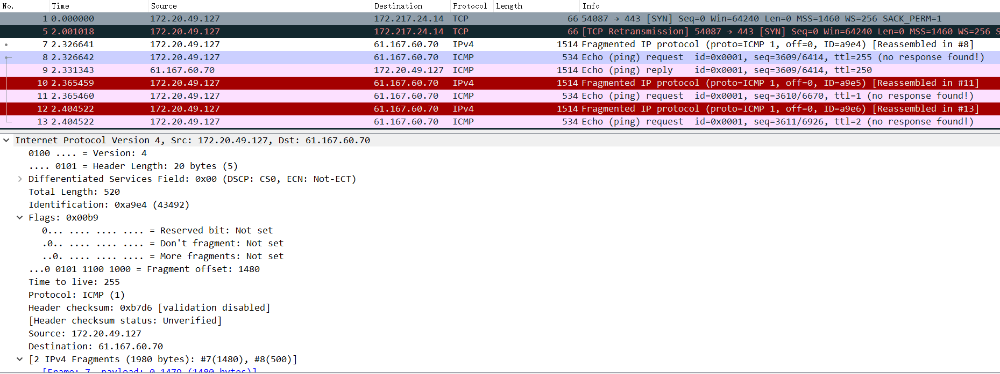 No. Time Source Destination Protocol Length Info
1 0.000000 172.20.49.127 172.217.24.14 TCP 66 54087 → 443 [SYN] Seq=0 Win=64240 Len=0 MSS=1460 WS=256 SACK_PERM=1
5 2.001018 172.20.49.127 172.217.24.14 TCP 66 [TCP Retransmission] 54087 → 443 [SYN] Seq=0 Win=64240 Len=0 MSS=1460 WS=256 S
7 2.326641 172.20.49.127 61.167.60.70 IPv4 1514 Fragmented IP protocol (proto=ICMP 1, off=0, ID=a9e4) [Reassembled in #8]
8 2.326642 172.20.49.127 61.167.60.70 ICMP 534 Echo (ping) request id=0x0001, seq=3609/6414, ttl=255 (no response found!)
9 2.331343 61.167.60.70 172.20.49.127 ICMP 1514 Echo (ping) reply id=0x0001, seq=3609/6414, ttl=250
10 2.365459 172.20.49.127 61.167.60.70 IPv4 1514 Fragmented IP protocol (proto=ICMP 1, off=0, ID=a9e5) [Reassembled in #11]
11 2.365460 172.20.49.127 61.167.60.70 ICMP 534 Echo (ping) request id=0x0001, seq=3610/6670, ttl=1 (no response found!)
12 2.404522 172.20.49.127 61.167.60.70 IPv4 1514 Fragmented IP protocol (proto=ICMP 1, off=0, ID=a9e6) [Reassembled in #13]
13 2.404522 172.20.49.127 61.167.60.70 ICMP 534 Echo (ping) request id=0x0001, seq=3611/6926, ttl=2 (no response found!)
Internet Protocol Version 4, Src: 172.20.49.127, Dst: 61.167.60.70
0100 .... = Version: 4
.... 0101 = Header Length: 20 bytes (5)
Differentiated Services Field: 0x00 (DSCP: CS0, ECN: Not-ECT)
Total Length: 520
Identification: 0xa9e4 (43492)
Flags: 0x00b9
0... .... .... .... = Reserved bit: Not set
.0.. .... .... .... = Don't fragment: Not set
..0. .... .... .... = More fragments: Not set
...0 0101 1100 1000 = Fragment offset: 1480
Time to live: 255
Protocol: ICMP (1)
Header checksum: 0xb7d6 [validation disabled]
[Header checksum status: Unverified]
Source: 172.20.49.127
Destination: 61.167.60.70
[2 IPv4 Fragments (1980 bytes): #7(1480), #8(500)]
[Frame: 7, payload: 0-1479 (1480 bytes)]